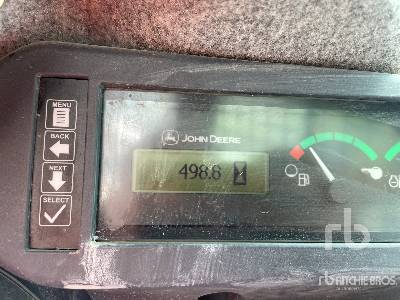 MENU
BACK
NEXT
SELECT
JOHN DEERE
498.6
rb
RITCHIE BROS.